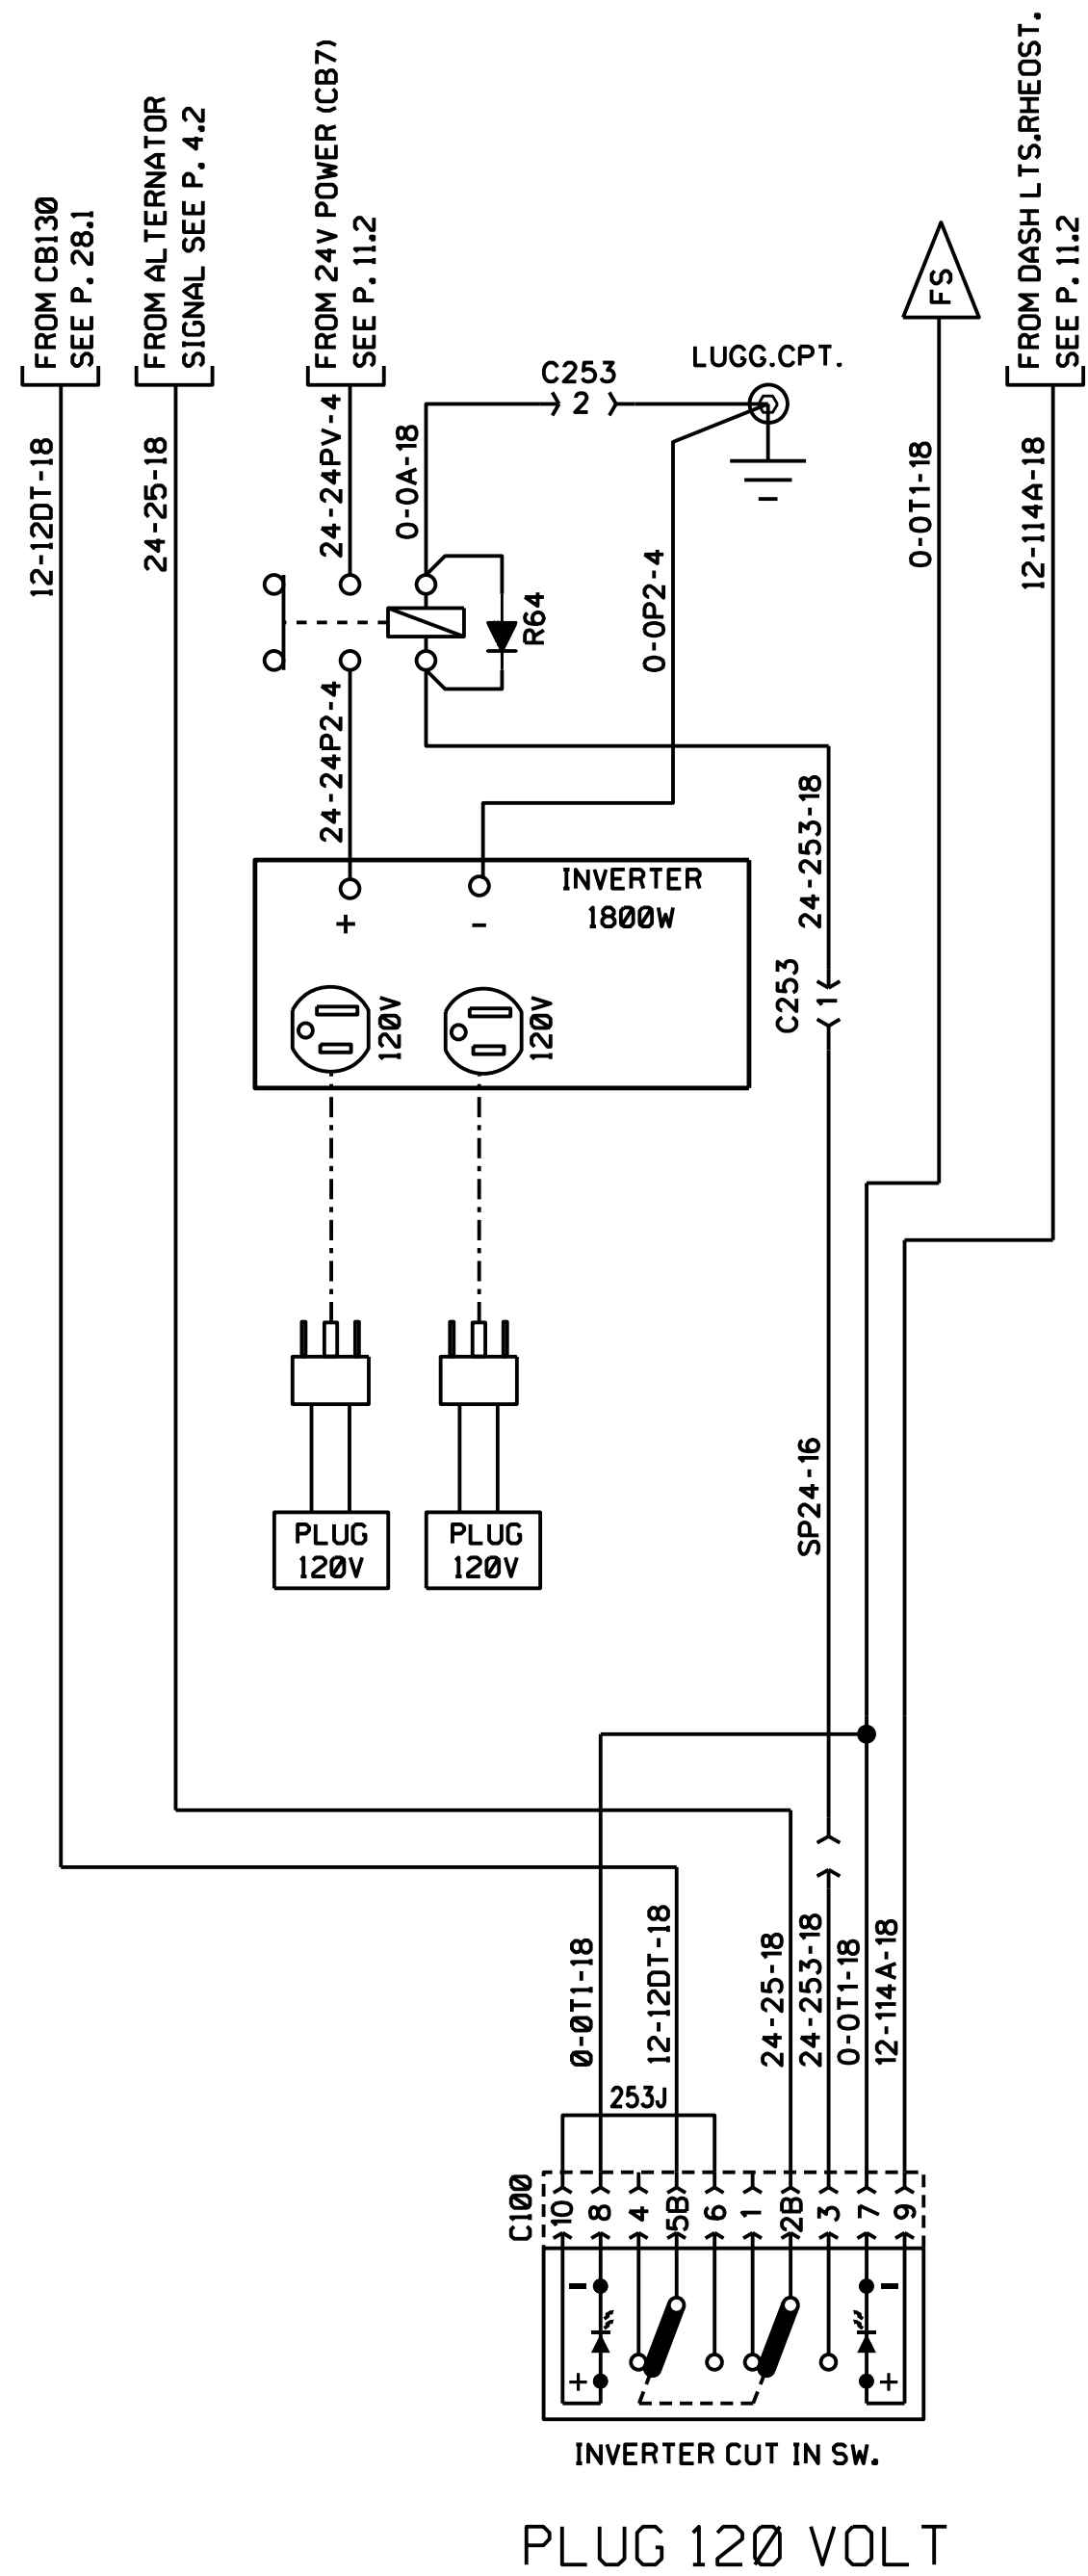 FROM CB130
SEE P. 28.1
FROM ALTERNATOR
SIGNAL SEE P. 4.2
FROM 24V POWER (CB7)
SEE P. 11.2
FS
FROM DASH LTS.RHEOST.
SEE P. 11.2
12-12DT-18
24-25-18
24-24PV-4
0-0A-18
C253
2
LUGG.CPT.
0-0T1-18
12-114A-18
R64
0-0P2-4
24-24P2-4
24-253-18
INVERTER
1800W
+
-
120V
120V
C253
1
SP24-16
PLUG
120V
PLUG
120V
0-0T1-18
12-12DT-18
24-25-18
24-253-18
0-0T1-18
12-114A-18
253J
C100
10
8
4
5B
6
1
2B
3
7
9
- -
+ +
INVERTER CUT IN SW.
PLUG 120 VOLT